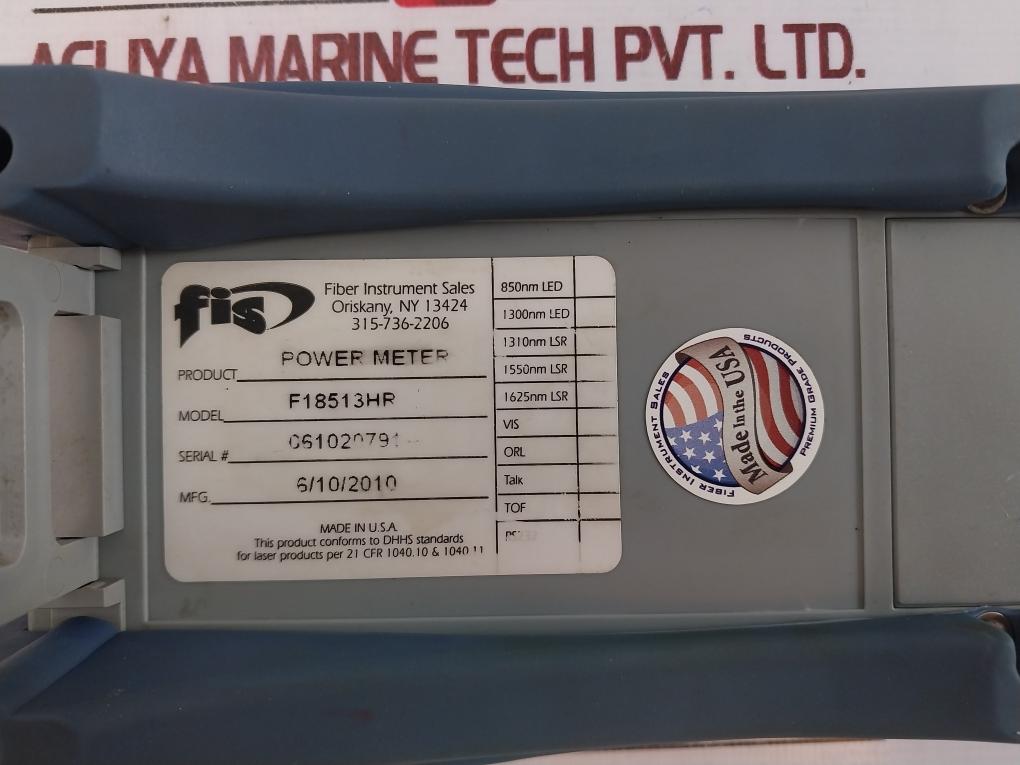 AELIYA MARINE TECH PVT. LTD.
fis
Fiber Instrument Sales
Oriskany, NY 13424
315-736-2206
PRODUCT POWER METER
MODEL F18513HR
SERIAL #
MFG. 6/10/2010
MADE IN U.S.A.
This product conforms to DHHS standards
for laser products per 21 CFR 1040.10 & 1040.11
850nm LED
1300nm LED
1310nm LSR
1550nm LSR
1625nm LSR
VIS
ORL
Talk
TOF
FIBER INSTRUMENT SALES
Made In the USA
PREMIUM GRADE PRODUCTS